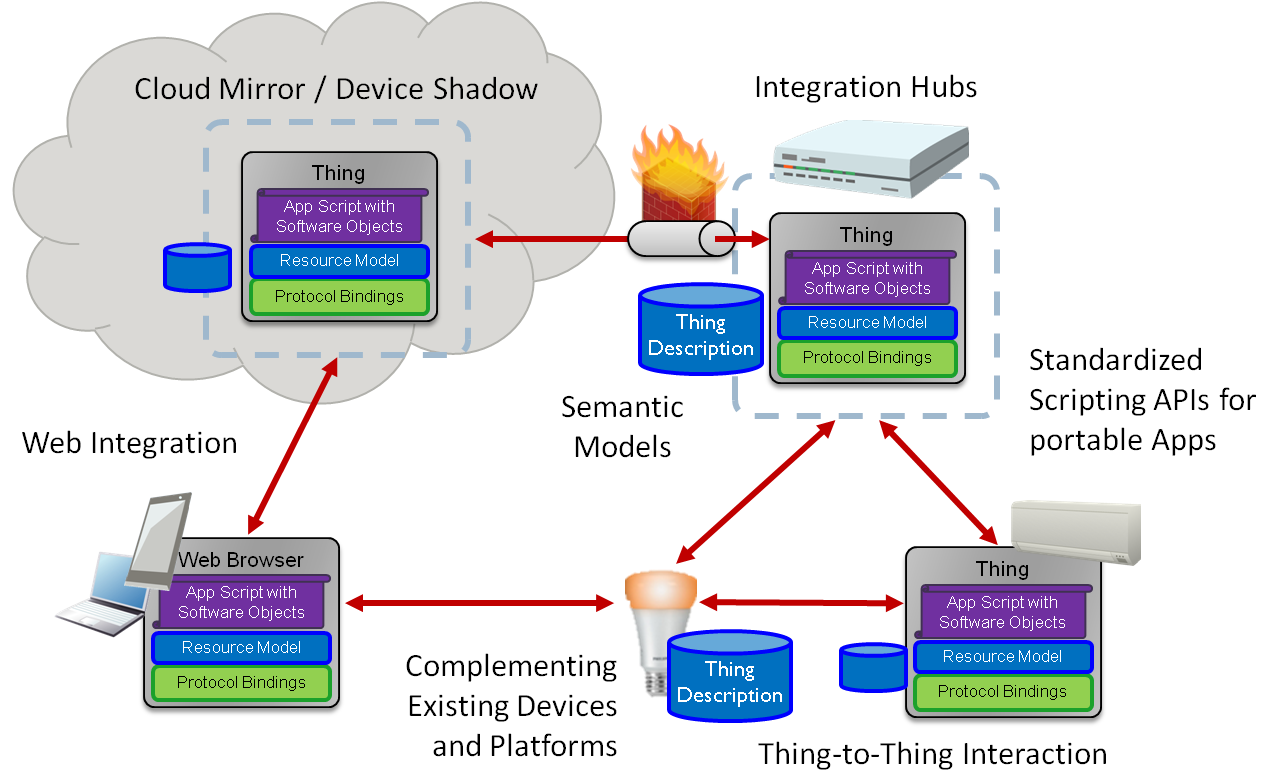 Cloud Mirror / Device Shadow
Thing
App Script with
Software Objects
Resource Model
Protocol Bindings
Integration Hubs
Thing
App Script with
Software Objects
Resource Model
Protocol Bindings
Thing
Description
Semantic
Models
Standardized
Scripting APIs for
portable Apps
Web Integration
Web Browser
App Script with
Software Objects
Resource Model
Protocol Bindings
Complementing
Existing Devices
and Platforms
Thing
Description
Thing
App Script with
Software Objects
Resource Model
Protocol Bindings
Thing-to-Thing Interaction